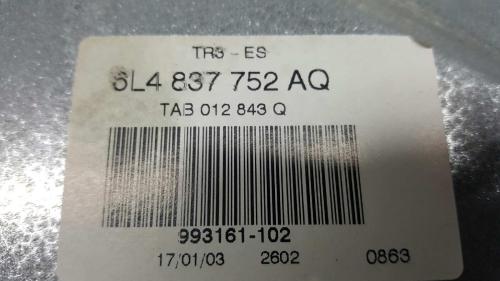 TR3 - ES
6L4 837 752 AQ
TAB 012 843 Q
993161-102
17/01/03 2602 0863